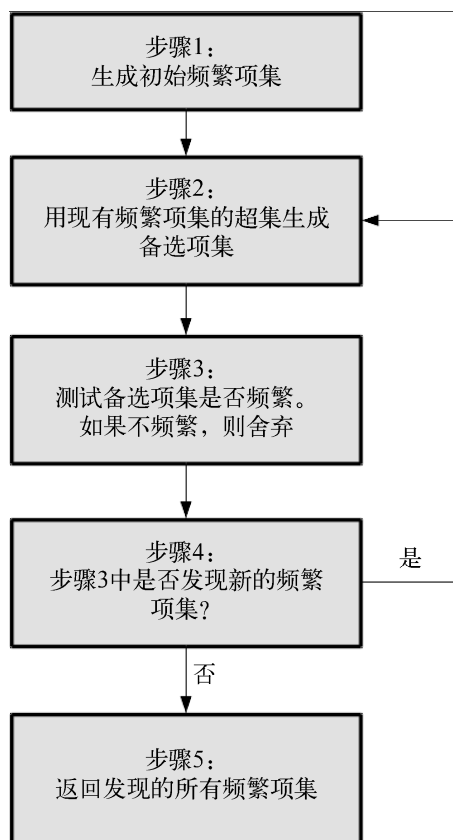 步骤1：
生成初始频繁项集
步骤2：
用现有频繁项集的超集生成
备选项集
步骤3：
测试备选项集是否频繁。
如果不频繁，则舍弃
步骤4：
步骤3中是否发现新的频繁
项集？
是
否
步骤5：
返回发现的所有频繁项集